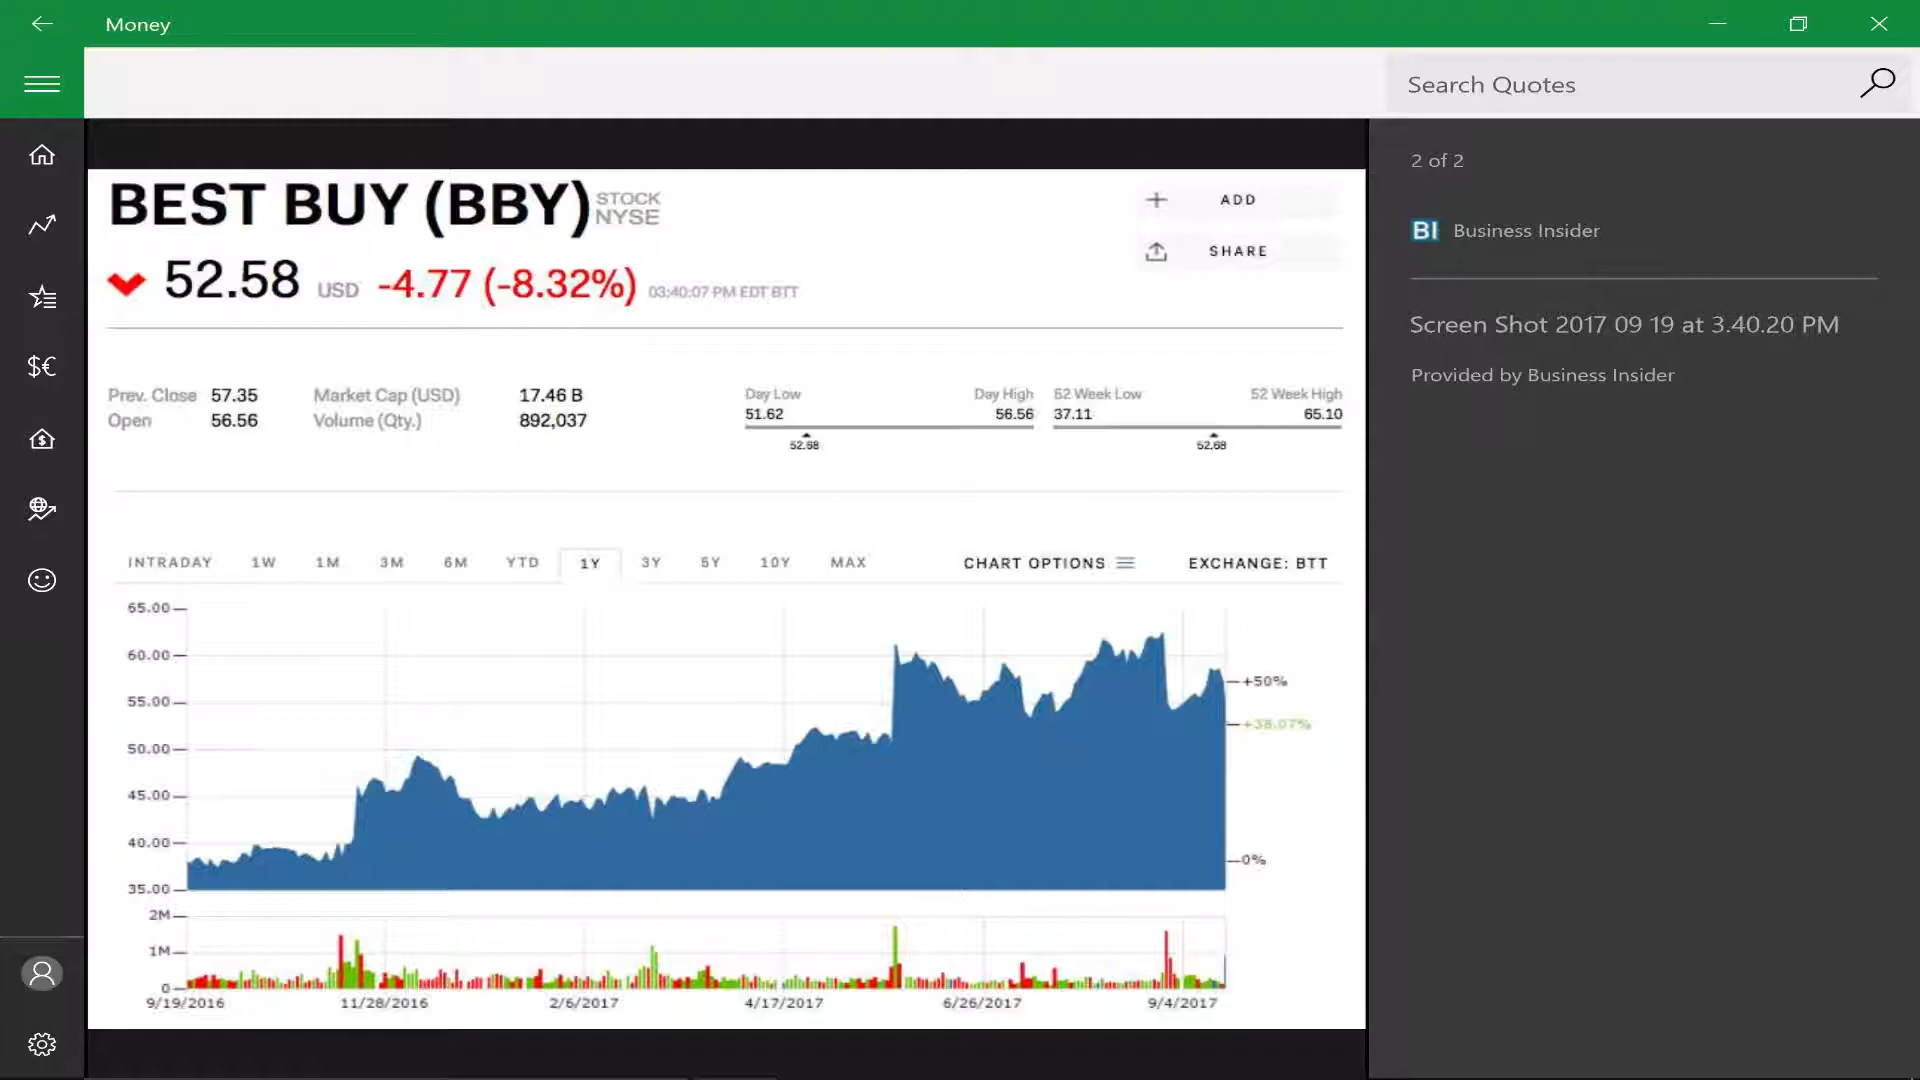 Money
Search Quotes
BEST BUY (BBY) STOCK NYSE
52.58 USD -4.77 (-8.32%) 03:40:07 PM EDT BTT
+ ADD
SHARE
2 of 2
BI Business Insider
Screen Shot 2017 09 19 at 3.40.20 PM
Provided by Business Insider
Prev. Close 57.35 Market Cap (USD) 17.46 B
Open 56.56 Volume (Qty.) 892,037
Day Low Day High 52 Week Low 52 Week High
51.62 56.56 37.11 65.10
52.68 52.68
INTRADAY 1W 1M 3M 6M YTD 1Y 3Y 5Y 10Y MAX CHART OPTIONS EXCHANGE: BTT
65.00
60.00
+50%
55.00
+38.07%
50.00
45.00
40.00
0%
35.00
2M
1M
0
9/19/2016 11/28/2016 2/6/2017 4/17/2017 6/26/2017 9/4/2017